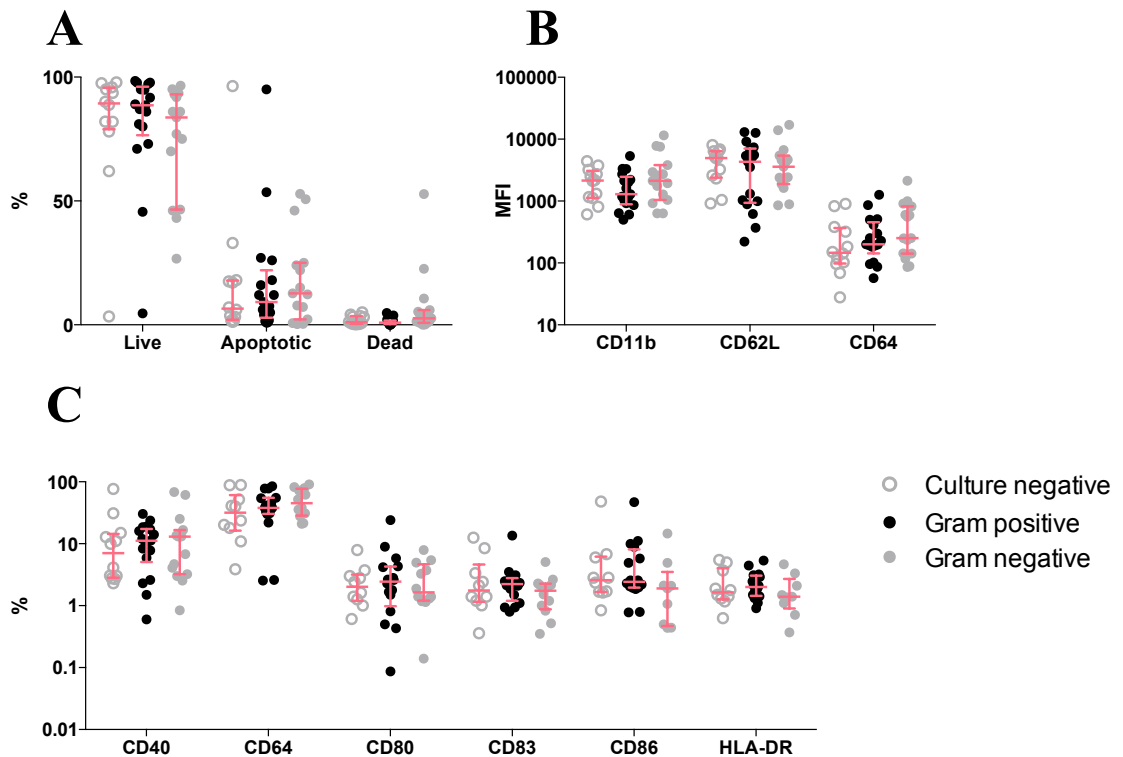 A
B
100
50
0
%
Live
Apoptotic
Dead
100000
10000
1000
100
10
MFI
CD11b
CD62L
CD64
C
100
10
1
0.1
0.01
%
CD40
CD64
CD80
CD83
CD86
HLA-DR
Culture negative
Gram positive
Gram negative